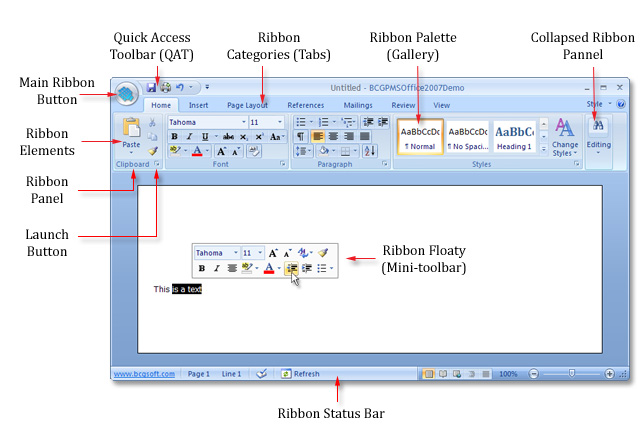 Quick Access
Toolbar (QAT)
Ribbon
Categories (Tabs)
Ribbon Palette
(Gallery)
Collapsed Ribbon
Pannel
Main Ribbon
Button
Ribbon
Elements
Ribbon
Panel
Launch
Button
Untitled - BCGPMSOffice2007Demo
Home Insert Page Layout References Mailings Review View Style
Tahoma 11
Paste
B I U abc X₂ X² Aa
A A A
AaBbCcDc AaBbCcDc AaBbC
¶ Normal ¶ No Spaci... Heading 1
Change
Styles
Editing
Clipboard Font Paragraph Styles
Tahoma 11 A A
B I A
Ribbon Floaty
(Mini-toolbar)
This is a text
www.bcgsoft.com Page 1 Line 1 Refresh 100%
Ribbon Status Bar